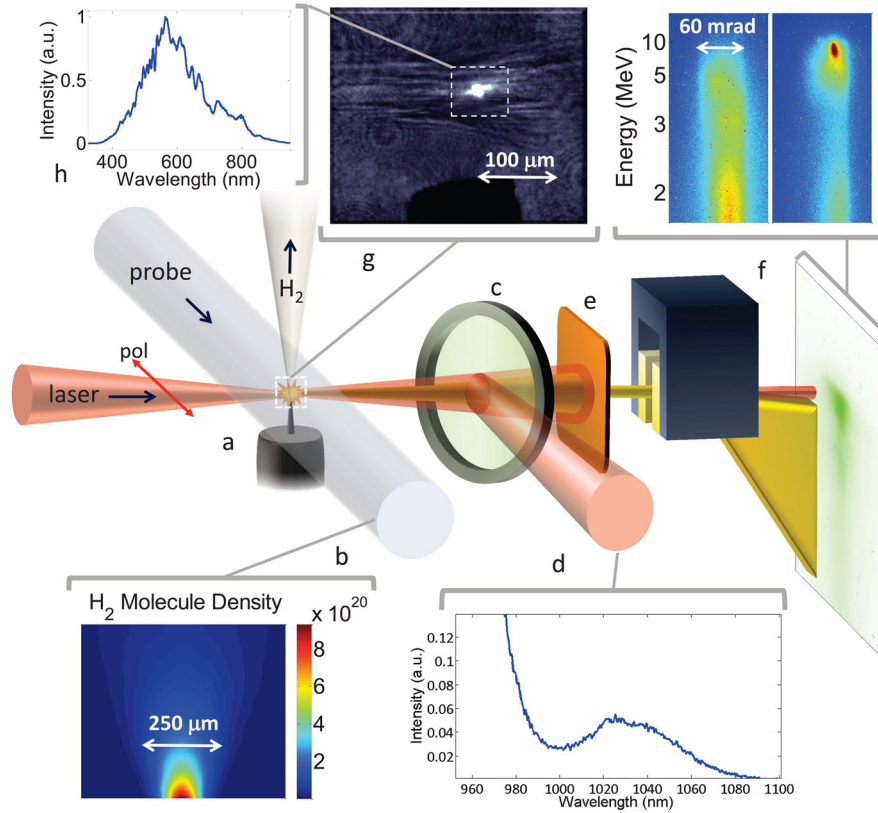 1
0.5
0
Intensity (a.u.)
400 600 800
Wavelength (nm)
h
100 μm
g
60 mrad
10
5
3
2
Energy (MeV)
probe
H2
c
e
f
pol
laser
a
b
d
H2 Molecule Density
x 10^20
8
6
4
2
250 μm
0.12
0.1
0.08
0.06
0.04
0.02
Intensity (a.u.)
960 980 1000 1020 1040 1060 1080 1100
Wavelength (nm)